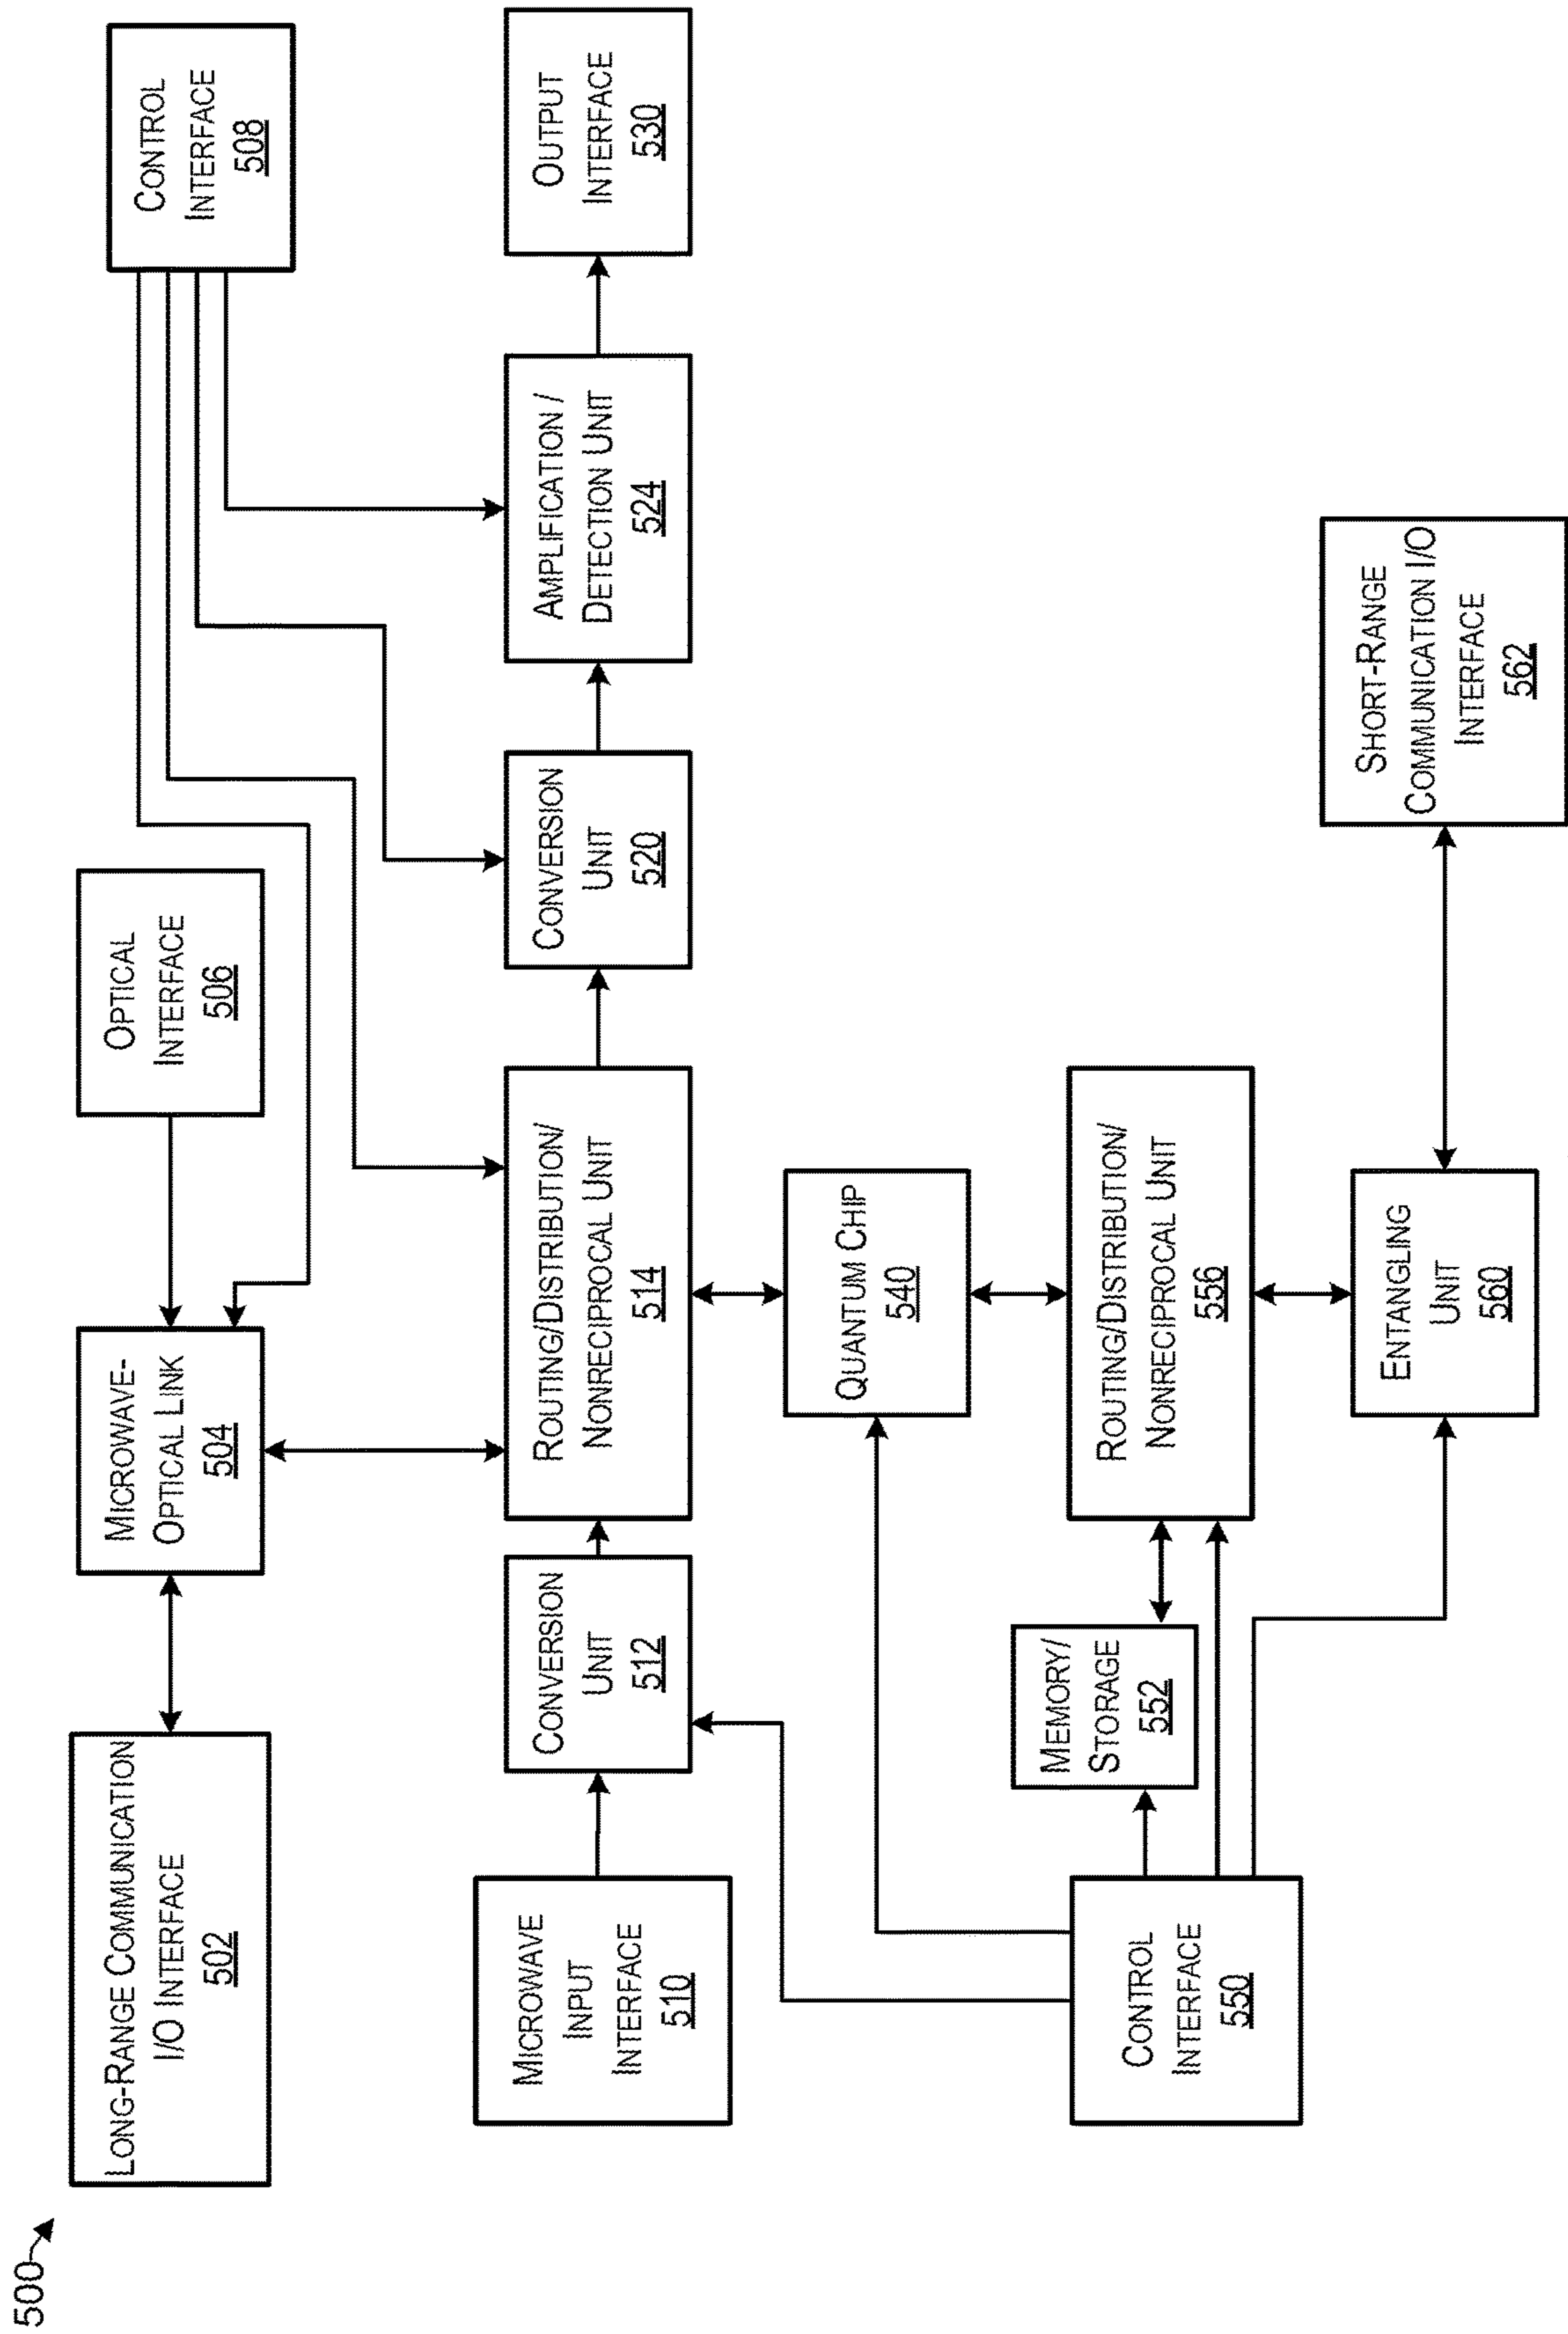 500
LONG-RANGE COMMUNICATION
I/O INTERFACE
502
MICROWAVE-
OPTICAL LINK
504
OPTICAL
INTERFACE
506
CONTROL
INTERFACE
508
MICROWAVE
INPUT
INTERFACE
510
CONVERSION
UNIT
512
ROUTING/DISTRIBUTION/
NONRECIPROCAL UNIT
514
CONVERSION
UNIT
520
AMPLIFICATION /
DETECTION UNIT
524
OUTPUT
INTERFACE
530
QUANTUM CHIP
540
CONTROL
INTERFACE
550
MEMORY/
STORAGE
552
ROUTING/DISTRIBUTION/
NONRECIPROCAL UNIT
556
ENTANGLING
UNIT
560
SHORT-RANGE
COMMUNICATION I/O
INTERFACE
562